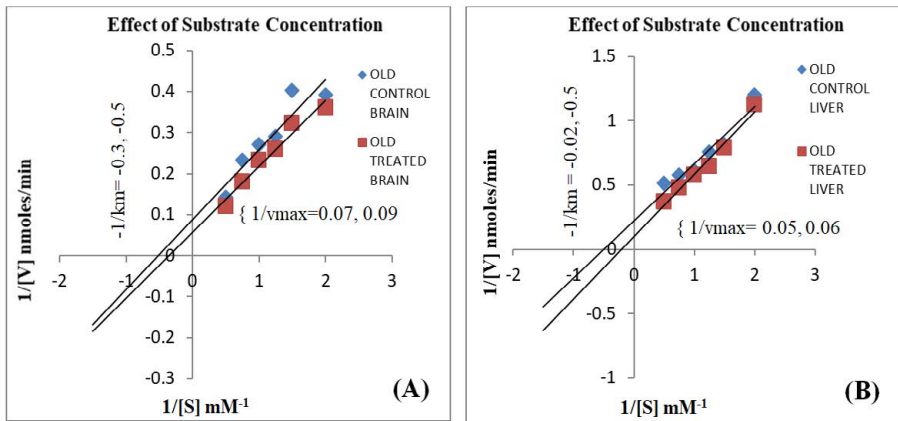 Effect of Substrate Concentration
0.5
0.4
0.3
0.2
0.1
0
-0.1
-0.2
-0.3
-2
-1
0
1
2
3
OLD
CONTROL
BRAIN
OLD
TREATED
BRAIN
-1/km= -0.3, -0.5
{ 1/vmax=0.07, 0.09
1/[V] nmoles/min
1/[S] mM-1
(A)
Effect of Substrate Concentration
1.5
1
0.5
0
-0.5
-1
-2
-1
0
1
2
3
OLD
CONTROL
LIVER
OLD
TREATED
LIVER
-1/km = -0.02, -0.5
{ 1/vmax= 0.05, 0.06
1/[V] nmoles/min
1/[S] mM-1
(B)